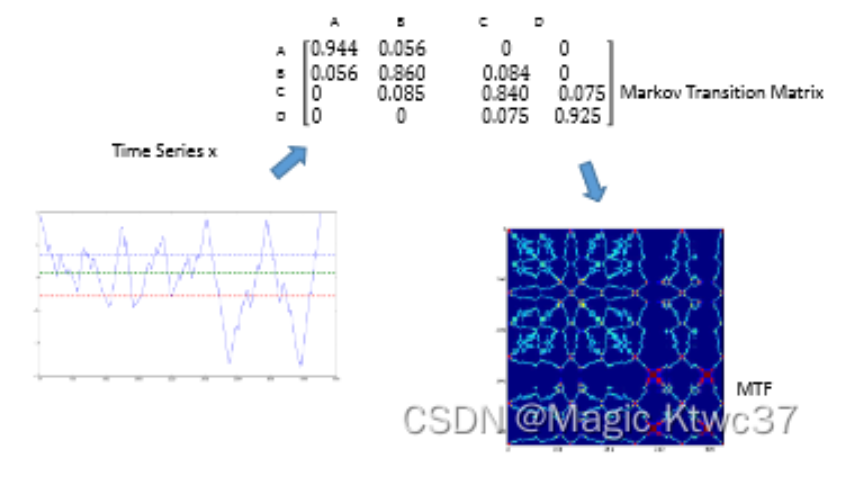 A B C D
A 0.944 0.056 0 0
B 0.056 0.860 0.084 0
C 0 0.085 0.840 0.075
D 0 0 0.075 0.925
Markov Transition Matrix
Time Series x
MTF
CSDN @Magic Ktwc37